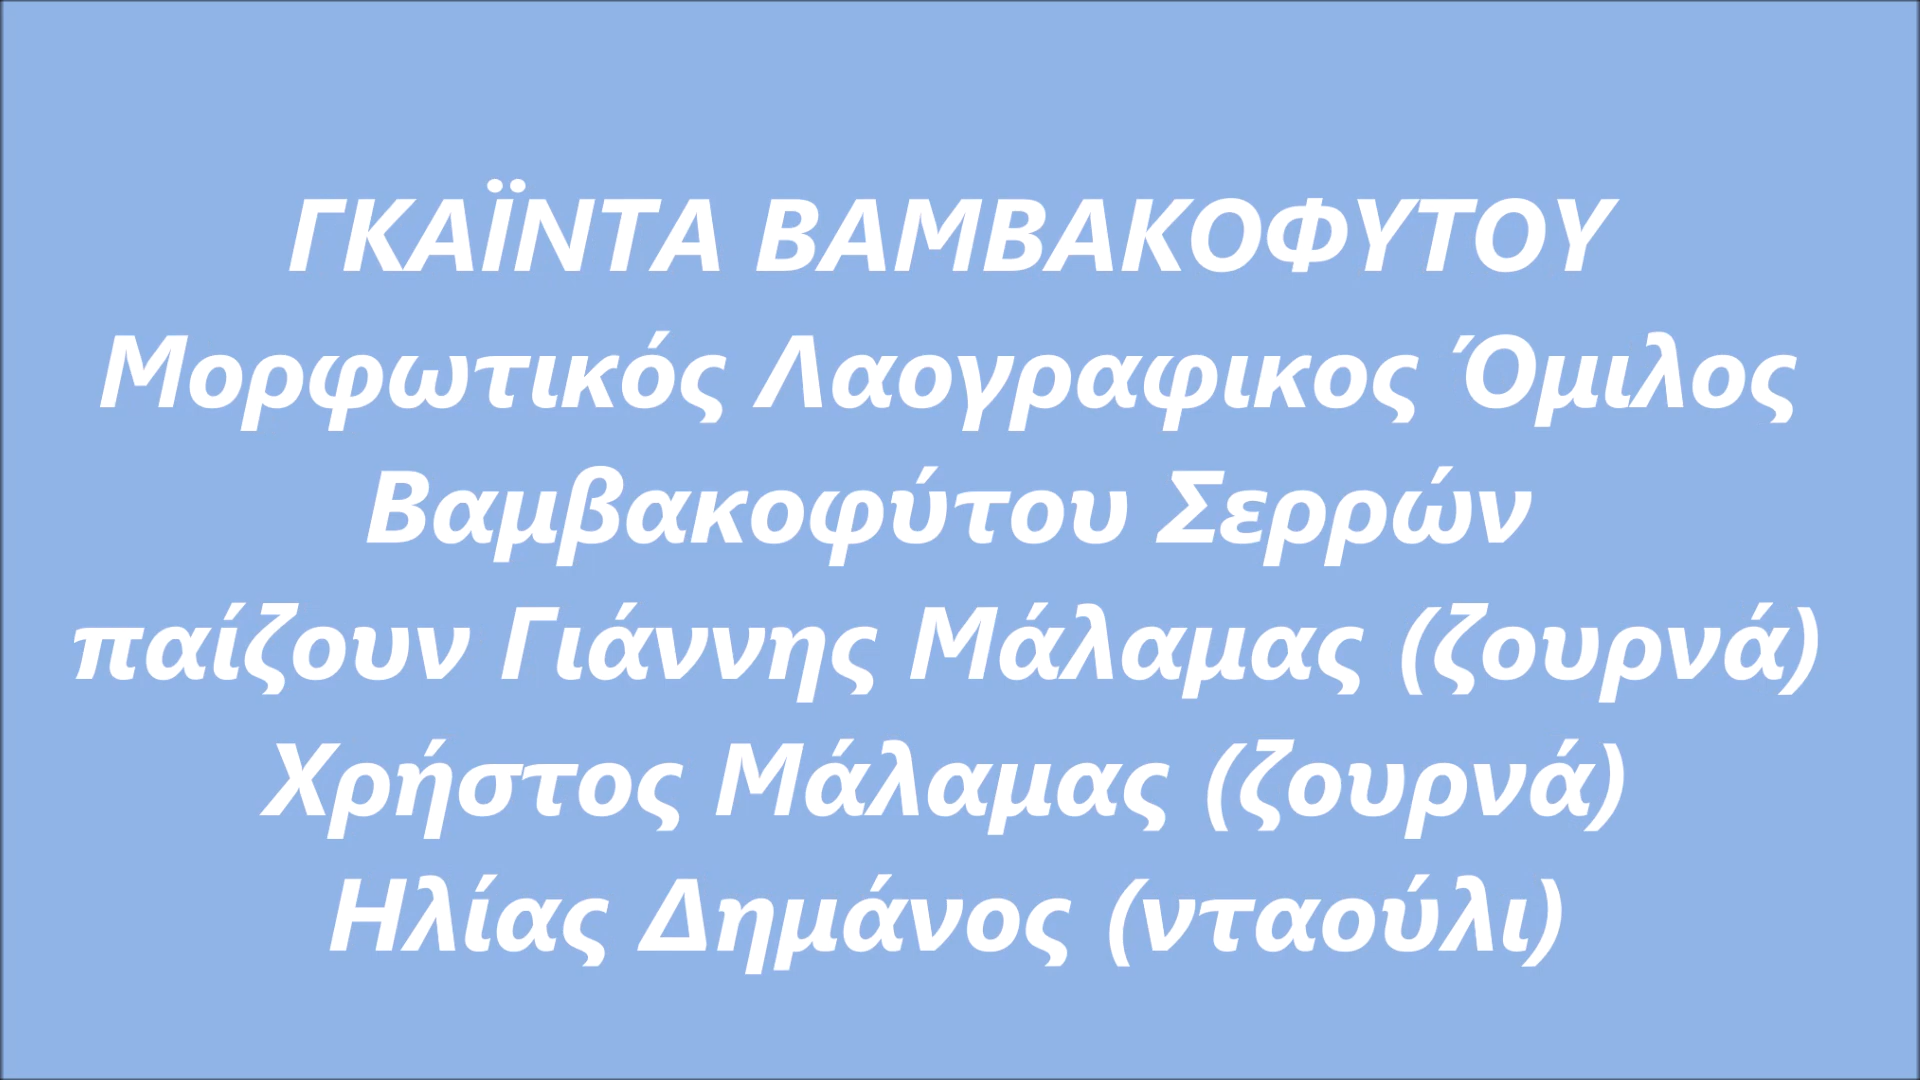 ΓΚΑΪΝΤΑ ΒΑΜΒΑΚΟΦΥΤΟΥ
Μορφωτικός Λαογραφικος Όμιλος
Βαμβακοφύτου Σερρών
παίζουν Γιάννης Μάλαμας (ζουρνά)
Χρήστος Μάλαμας (ζουρνά)
Ηλίας Δημάνος (νταούλι)